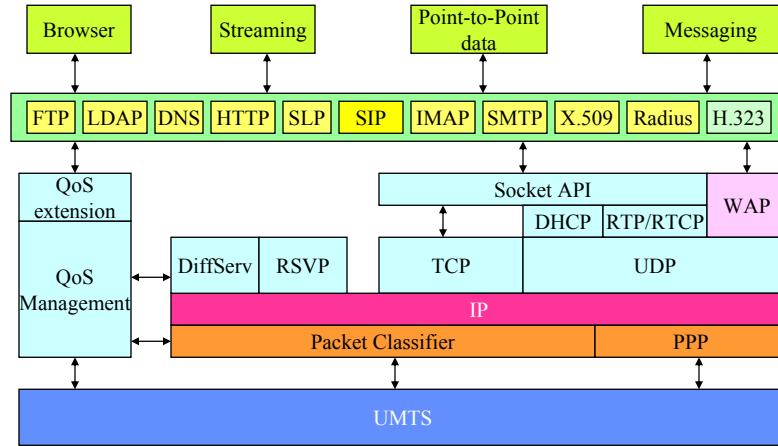 Browser
Streaming
Point-to-Point
data
Messaging
FTP
LDAP
DNS
HTTP
SLP
SIP
IMAP
SMTP
X.509
Radius
H.323
QoS
extension
Socket API
WAP
DHCP
RTP/RTCP
QoS
Management
DiffServ
RSVP
TCP
UDP
IP
Packet Classifier
PPP
UMTS